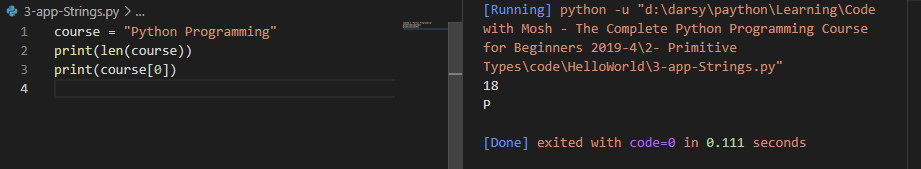 3-app-Strings.py > ...
1 course = "Python Programming"
2 print(len(course))
3 print(course[0])
4
[Running] python -u "d:\darsy\paython\Learning\Code
with Mosh - The Complete Python Programming Course
for Beginners 2019-4\2- Primitive
Types\code\HelloWorld\3-app-Strings.py"
18
P
[Done] exited with code=0 in 0.111 seconds